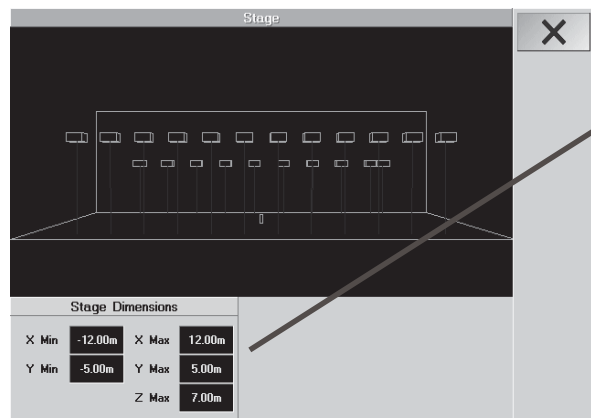 Stage
Stage Dimensions
X Min -12.00m X Max 12.00m
Y Min -5.00m Y Max 5.00m
Z Max 7.00m